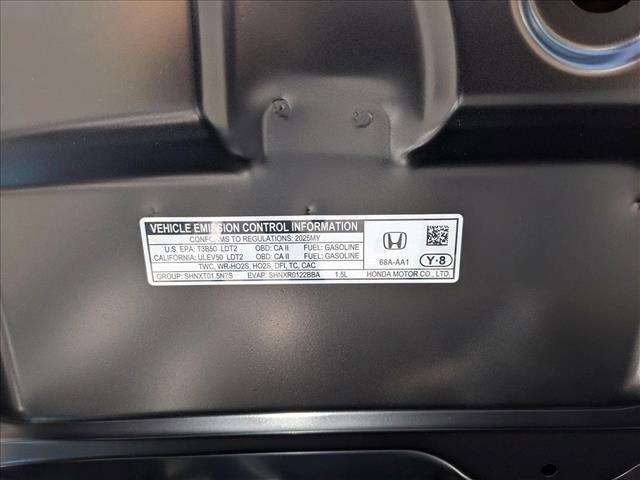 VEHICLE EMISSION CONTROL INFORMATION
CONFORMS TO REGULATIONS: 2025MY
U.S. EPA: T3B50 LDT2 OBD: CA II FUEL: GASOLINE
CALIFORNIA: ULEV50 LDT2 OBD: CA II FUEL: GASOLINE
TWC, WR-HO2S, HO2S, DFI, TC, CAC
GROUP: SHNXT01.5N7S EVAP: SHNXR0122BBA 1.5L
68A-AA1 Y·8
HONDA MOTOR CO., LTD.